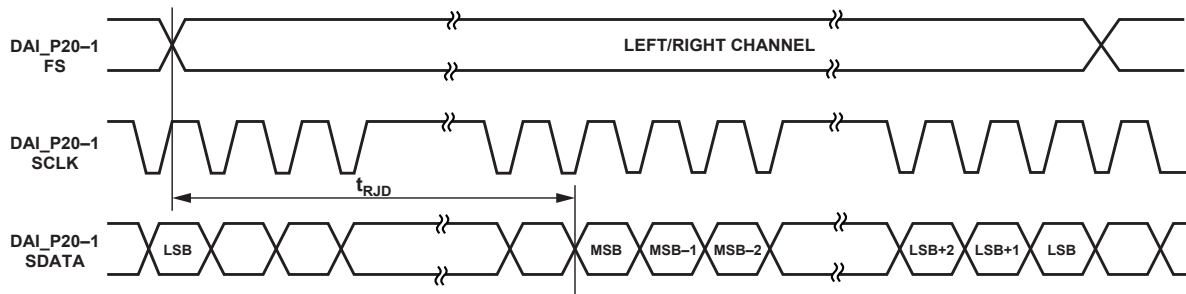 DAI_P20–1
FS
LEFT/RIGHT CHANNEL
DAI_P20–1
SCLK
tRJD
DAI_P20–1
SDATA
LSB
MSB
MSB–1
MSB–2
LSB+2
LSB+1
LSB